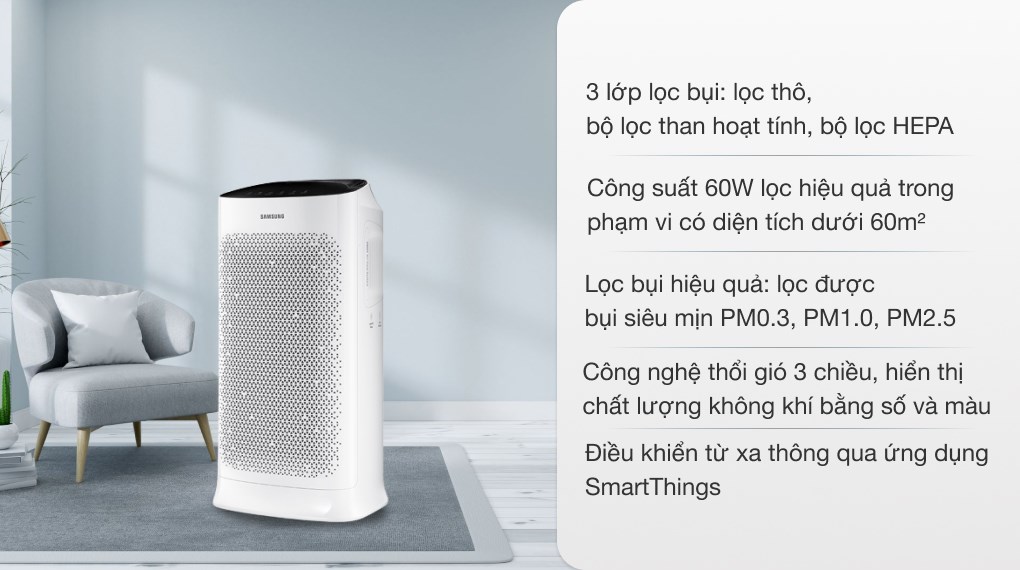 SAMSUNG
3 lớp lọc bụi: lọc thô,
bộ lọc than hoạt tính, bộ lọc HEPA
Công suất 60W lọc hiệu quả trong
phạm vi có diện tích dưới 60m²
Lọc bụi hiệu quả: lọc được
bụi siêu mịn PM0.3, PM1.0, PM2.5
Công nghệ thổi gió 3 chiều, hiển thị
chất lượng không khí bằng số và màu
Điều khiển từ xa thông qua ứng dụng
SmartThings